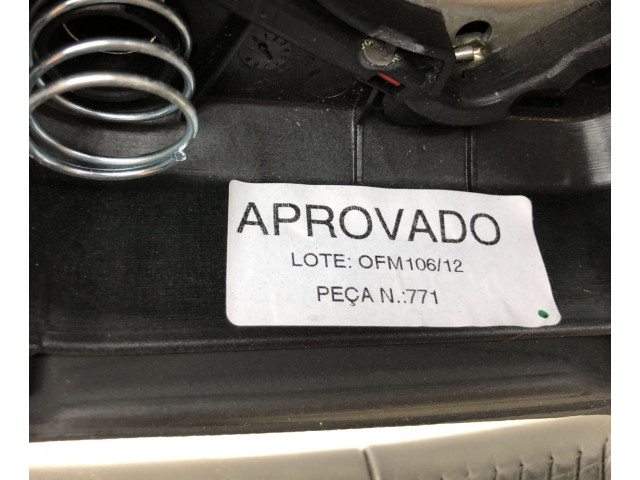 APROVADO
LOTE: OFM106/12
PEÇA N.:771